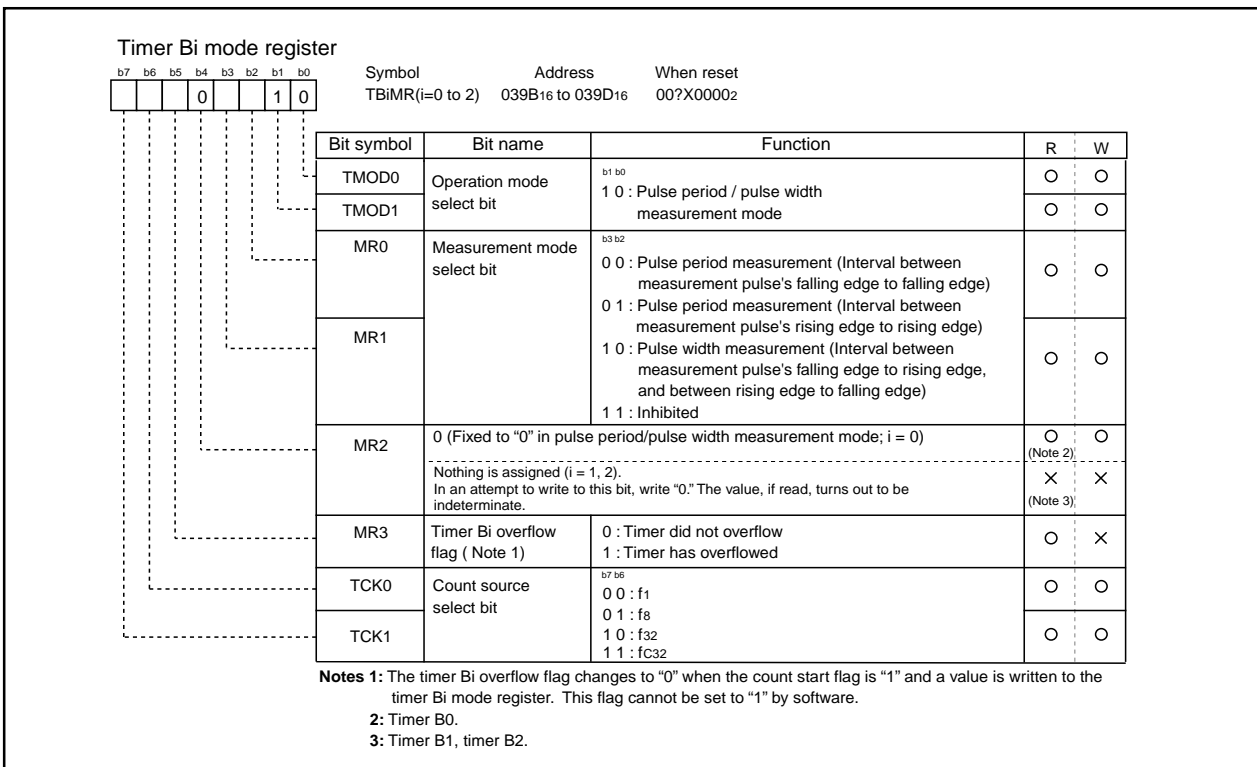 Timer Bi mode register
b7 b6 b5 b4 b3 b2 b1 b0
0 1 0
Symbol Address When reset
TBiMR(i=0 to 2) 039B16 to 039D16 00?X00002
Bit symbol Bit name Function R W
TMOD0 Operation mode select bit
b1 b0
1 0 : Pulse period / pulse width
measurement mode
TMOD1
MR0 Measurement mode
select bit
b3 b2
0 0 : Pulse period measurement (Interval between
measurement pulse's falling edge to falling edge)
0 1 : Pulse period measurement (Interval between
measurement pulse's rising edge to rising edge)
MR1
1 0 : Pulse width measurement (Interval between
measurement pulse's falling edge to rising edge,
and between rising edge to falling edge)
1 1 : Inhibited
MR2
0 (Fixed to “0” in pulse period/pulse width measurement mode; i = 0)
(Note 2)
Nothing is assigned (i = 1, 2).
In an attempt to write to this bit, write “0.” The value, if read, turns out to be
indeterminate.
(Note 3)
MR3 Timer Bi overflow
flag ( Note 1)
0 : Timer did not overflow
1 : Timer has overflowed
TCK0 Count source
select bit
b7 b6
0 0 : f1
0 1 : f8
TCK1
1 0 : f32
1 1 : fC32
Notes 1: The timer Bi overflow flag changes to “0” when the count start flag is “1” and a value is written to the
timer Bi mode register. This flag cannot be set to “1” by software.
2: Timer B0.
3: Timer B1, timer B2.